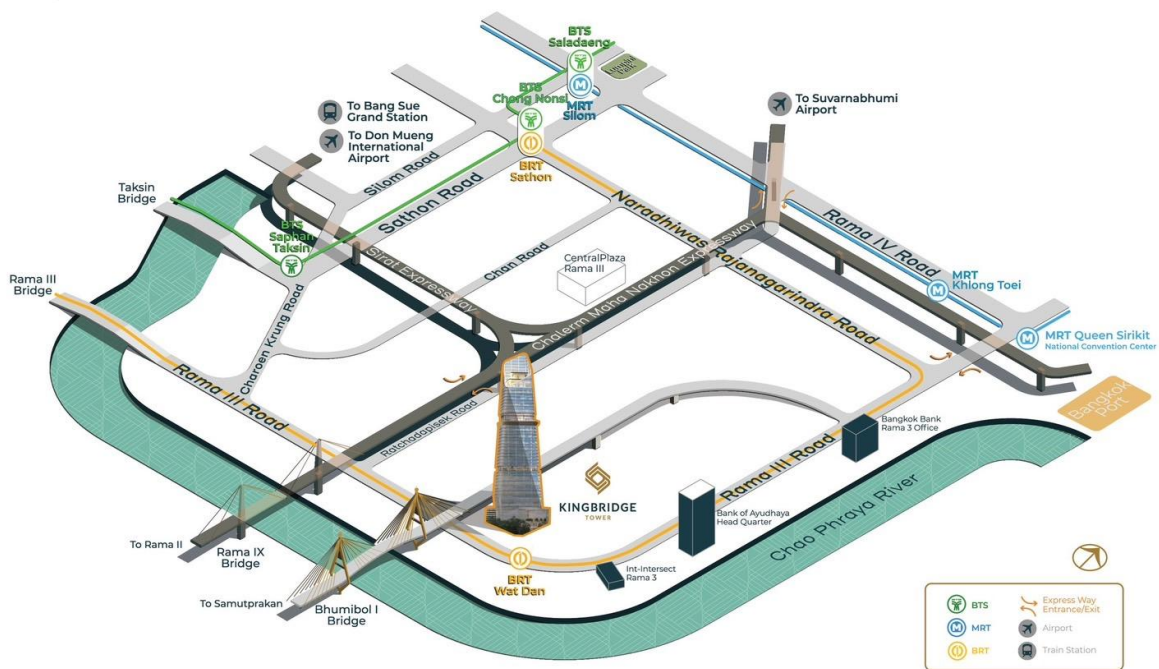 BTS
Saladaeng
Lumpini
Park
BTS
Chong Nonsi
MRT
Silom
To Bang Sue
Grand Station
To Don Mueng
International
Airport
To Suvarnabhumi
Airport
BRT
Sathon
Silom Road
Sathon Road
Taksin
Bridge
BTS
Saphan
Taksin
Naradhiwas Rajanagarindra Road
Rama IV Road
Chan Road
Sirat Expressway
CentralPlaza
Rama III
Chalerm Maha Nakhon Expressway
MRT
Khlong Toei
MRT Queen Sirikit
National Convention Center
Rama III
Bridge
Charoen Krung Road
Rama III Road
Ratchadapisek Road
Bangkok
Port
Bangkok Bank
Rama 3 Office
Rama III Road
KINGBRIDGE
TOWER
Bank of Ayudhaya
Head Quarter
Chao Phraya River
To Rama II
Rama IX
Bridge
BRT
Wat Dan
Int-Intersect
Rama 3
To Samutprakan
Bhumibol I
Bridge
BTS
Express Way
Entrance/Exit
MRT
Airport
BRT
Train Station